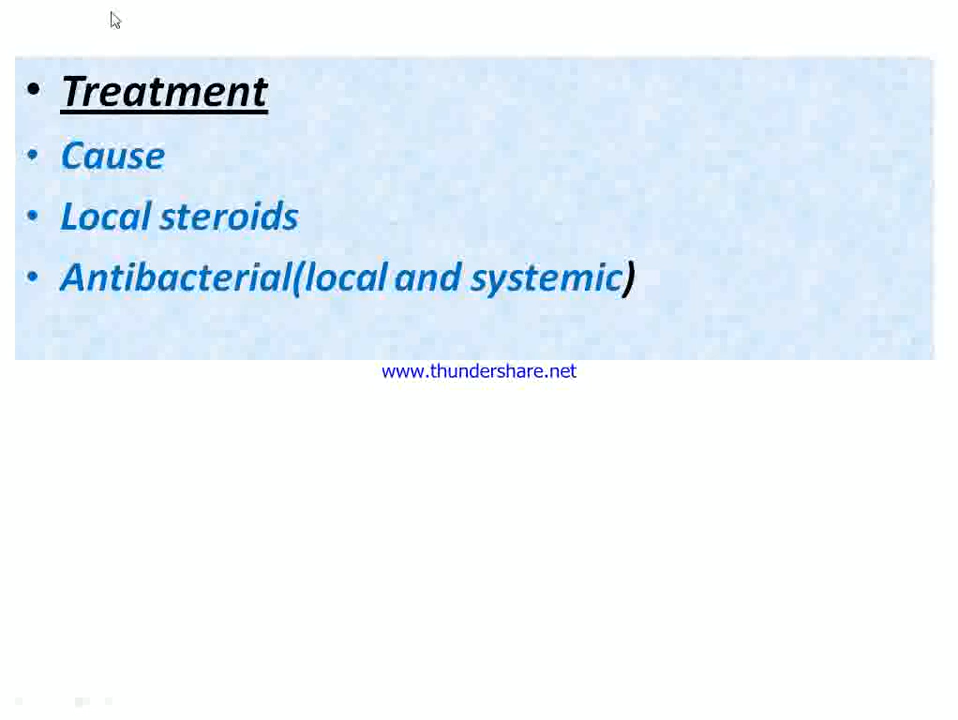 • Treatment
• Cause
• Local steroids
• Antibacterial(local and systemic)
www.thundershare.net